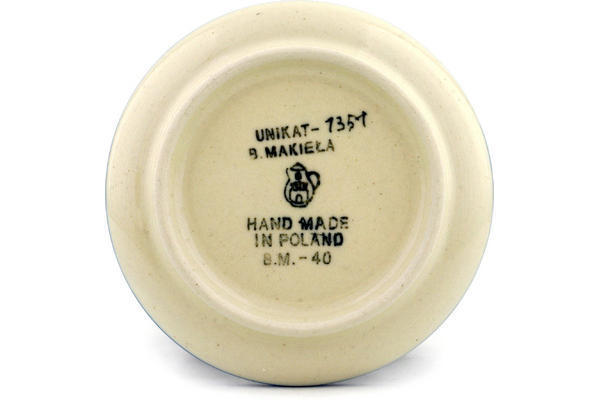 UNIKAT-1351
B.MAKIEŁA
HAND MADE
IN POLAND
B.M.-40